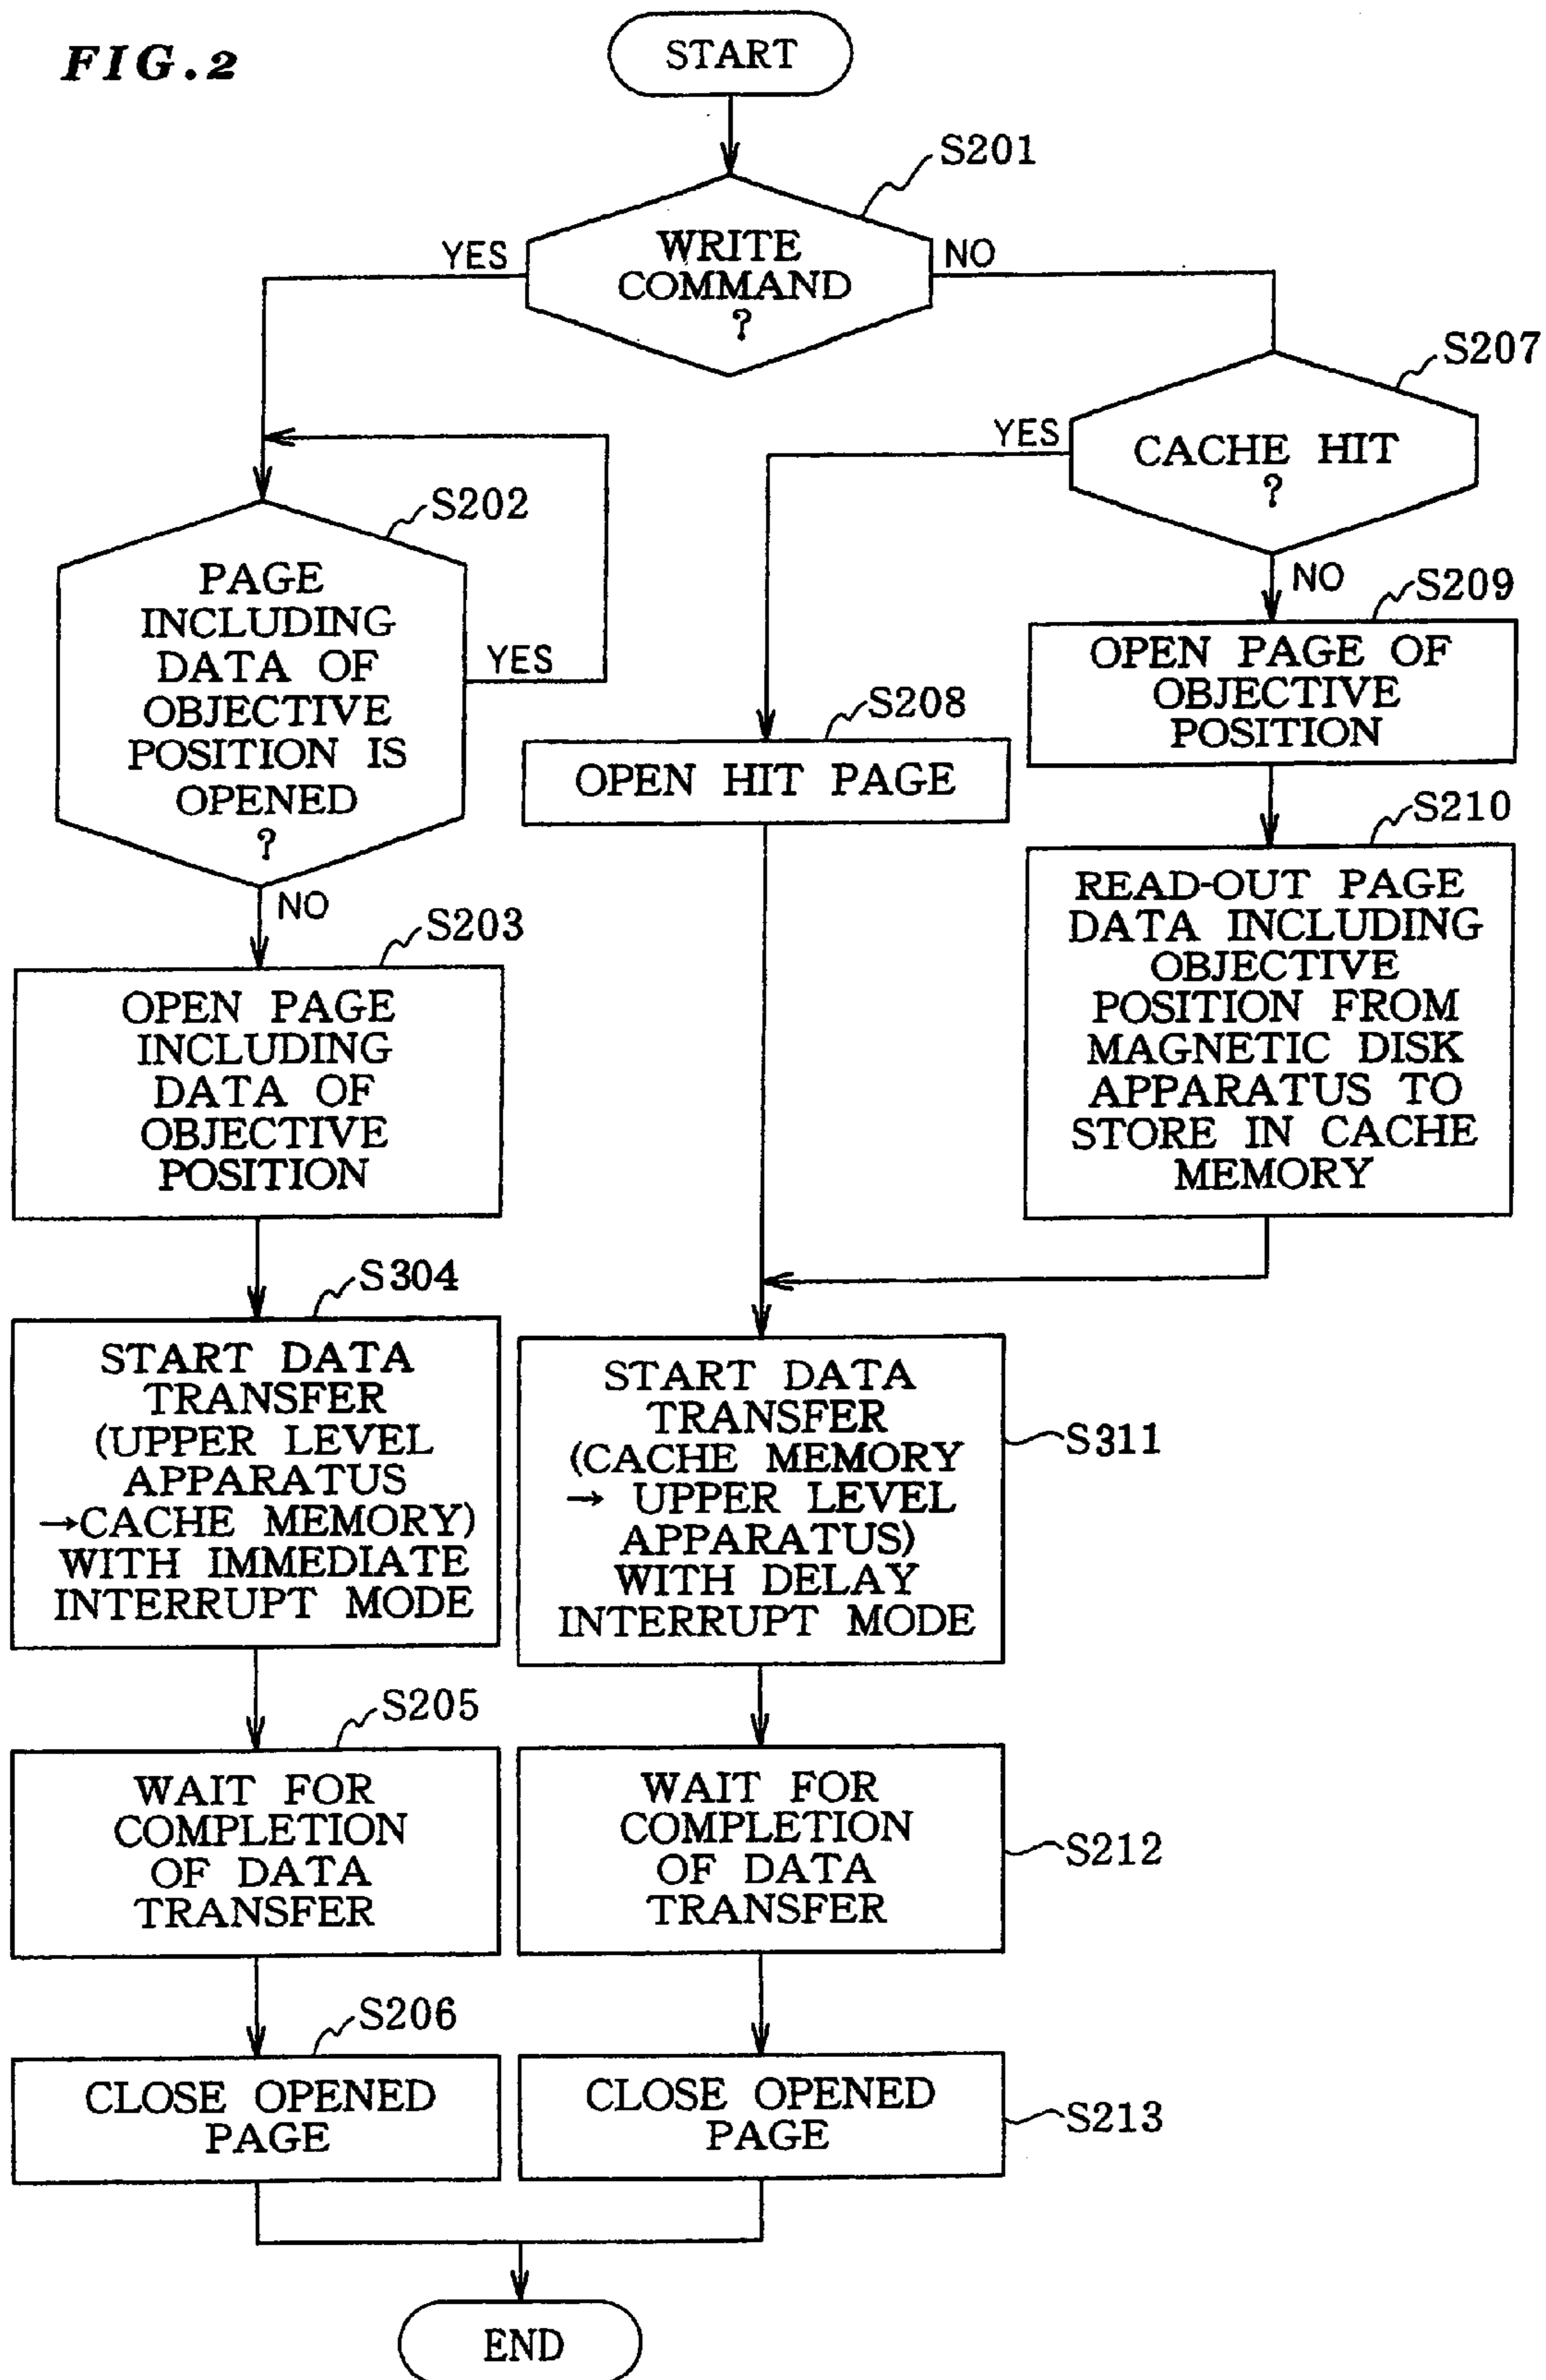 FIG.2
START
S201
WRITE
COMMAND
?
YES
NO
S207
CACHE HIT
?
YES
NO
S202
PAGE
INCLUDING
DATA OF
OBJECTIVE
POSITION IS
OPENED
?
YES
NO
S209
OPEN PAGE OF
OBJECTIVE
POSITION
S208
OPEN HIT PAGE
S210
READ-OUT PAGE
DATA INCLUDING
OBJECTIVE
POSITION FROM
MAGNETIC DISK
APPARATUS TO
STORE IN CACHE
MEMORY
S203
OPEN PAGE
INCLUDING
DATA OF
OBJECTIVE
POSITION
S304
START DATA
TRANSFER
(UPPER LEVEL
APPARATUS
→CACHE MEMORY)
WITH IMMEDIATE
INTERRUPT MODE
START DATA
TRANSFER
(CACHE MEMORY
→ UPPER LEVEL
APPARATUS)
WITH DELAY
INTERRUPT MODE
S311
S205
WAIT FOR
COMPLETION
OF DATA
TRANSFER
WAIT FOR
COMPLETION
OF DATA
TRANSFER
S212
S206
CLOSE OPENED
PAGE
CLOSE OPENED
PAGE
S213
END